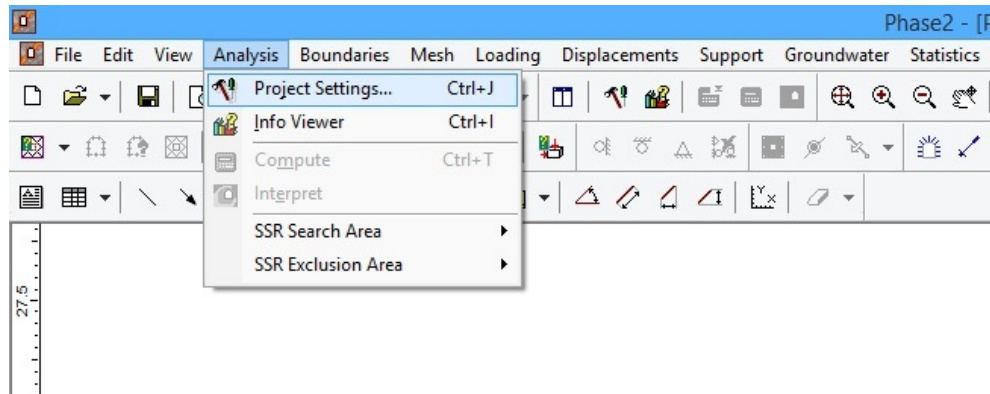 Phase2 - [P
File Edit View Analysis Boundaries Mesh Loading Displacements Support Groundwater Statistics
Project Settings... Ctrl+J
Info Viewer Ctrl+I
Compute Ctrl+T
Interpret
SSR Search Area
SSR Exclusion Area
27.5